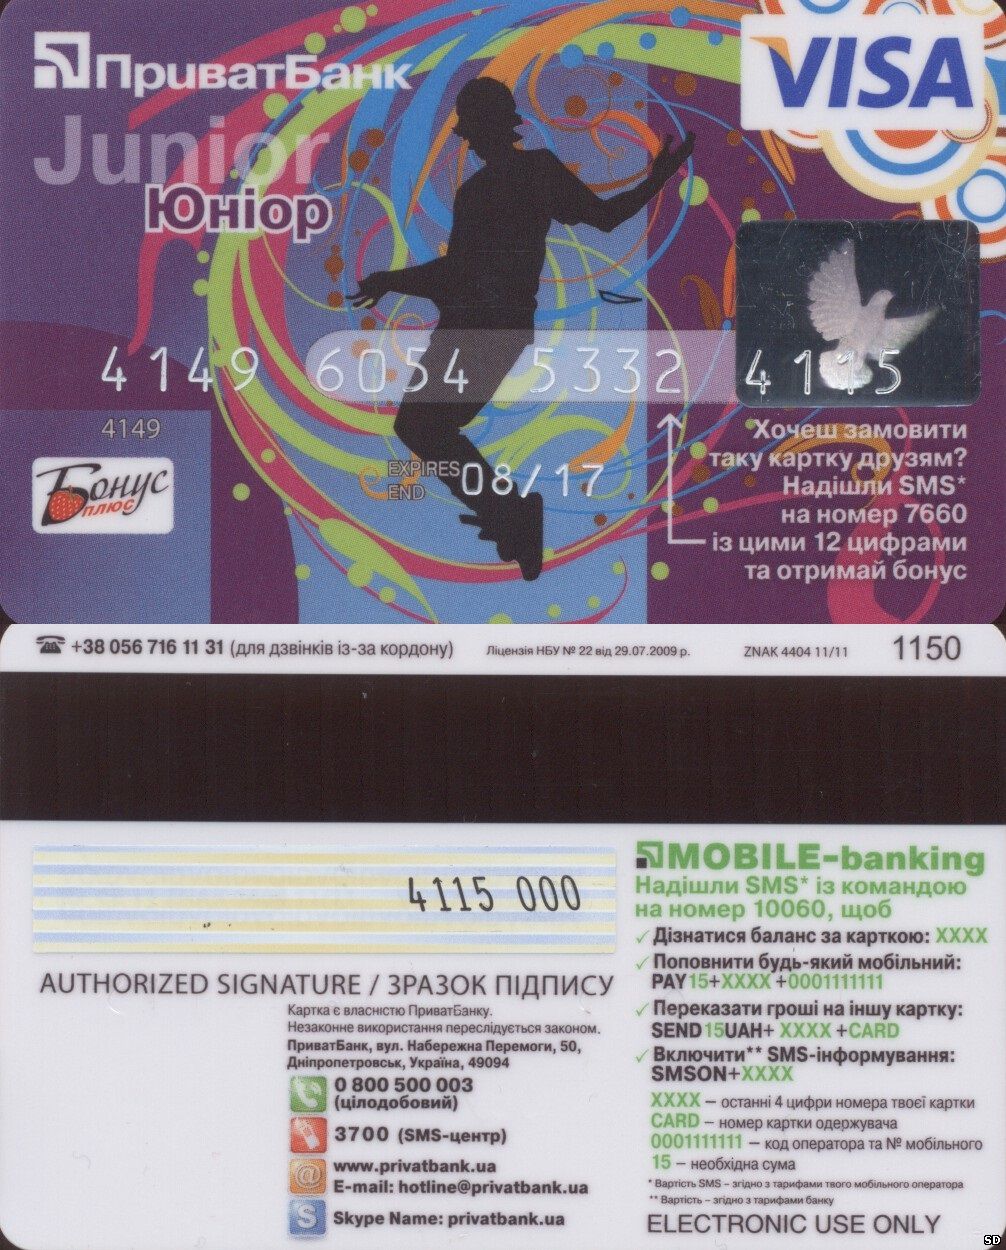 ПриватБанк
VISA
Junior
Юніор
4149 6054 5332 4115
4149
Бонус
плюс
EXPIRES
END
08/17
Хочеш замовити
таку картку друзям?
Надішли SMS*
на номер 7660
із цими 12 цифрами
та отримай бонус
+38 056 716 11 31 (для дзвінків із-за кордону)
Ліцензія НБУ № 22 від 29.07.2009 р.
ZNAK 4404 11/11
1150
4115 000
AUTHORIZED SIGNATURE / ЗРАЗОК ПІДПИСУ
Картка є власністю ПриватБанку.
Незаконне використання переслідується законом.
ПриватБанк, вул. Набережна Перемоги, 50,
Дніпропетровськ, Україна, 49094
0 800 500 003
(цілодобовий)
3700 (SMS-центр)
www.privatbank.ua
E-mail: hotline@privatbank.ua
Skype Name: privatbank.ua
MOBILE-banking
Надішли SMS* із командою
на номер 10060, щоб
✓ Дізнатися баланс за карткою: XXXX
✓ Поповнити будь-який мобільний:
PAY15+XXXX +0001111111
✓ Переказати гроші на іншу картку:
SEND15UAH+ XXXX +CARD
✓ Включити** SMS-інформування:
SMSON+XXXX
XXXX – останні 4 цифри номера твоєї картки
CARD – номер картки одержувача
0001111111 – код оператора та № мобільного
15 – необхідна сума
* Вартість SMS – згідно з тарифами твого мобільного оператора
** Вартість – згідно з тарифами банку
ELECTRONIC USE ONLY
SD